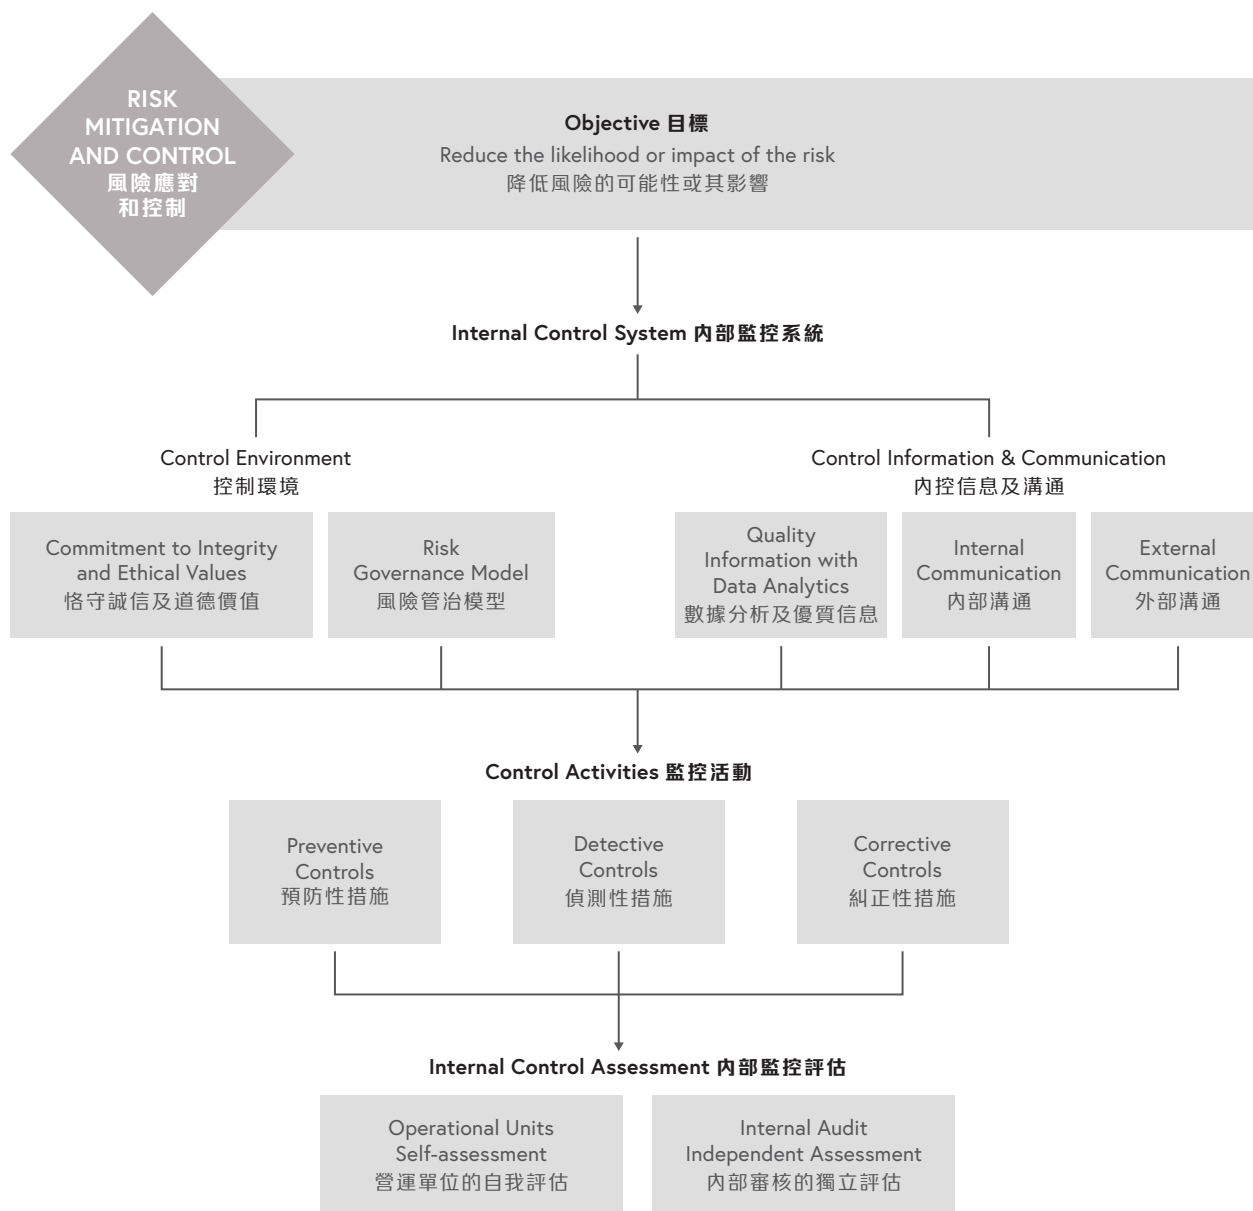 RISK
MITIGATION
AND CONTROL
風險應對
和控制
Objective 目標
Reduce the likelihood or impact of the risk
降低風險的可能性或其影響
Internal Control System 內部監控系統
Control Environment
控制環境
Control Information & Communication
內控信息及溝通
Commitment to Integrity
and Ethical Values
恪守誠信及道德價值
Risk
Governance Model
風險管治模型
Quality
Information with
Data Analytics
數據分析及優質信息
Internal
Communication
內部溝通
External
Communication
外部溝通
Control Activities 監控活動
Preventive
Controls
預防性措施
Detective
Controls
偵測性措施
Corrective
Controls
糾正性措施
Internal Control Assessment 內部監控評估
Operational Units
Self-assessment
營運單位的自我評估
Internal Audit
Independent Assessment
內部審核的獨立評估